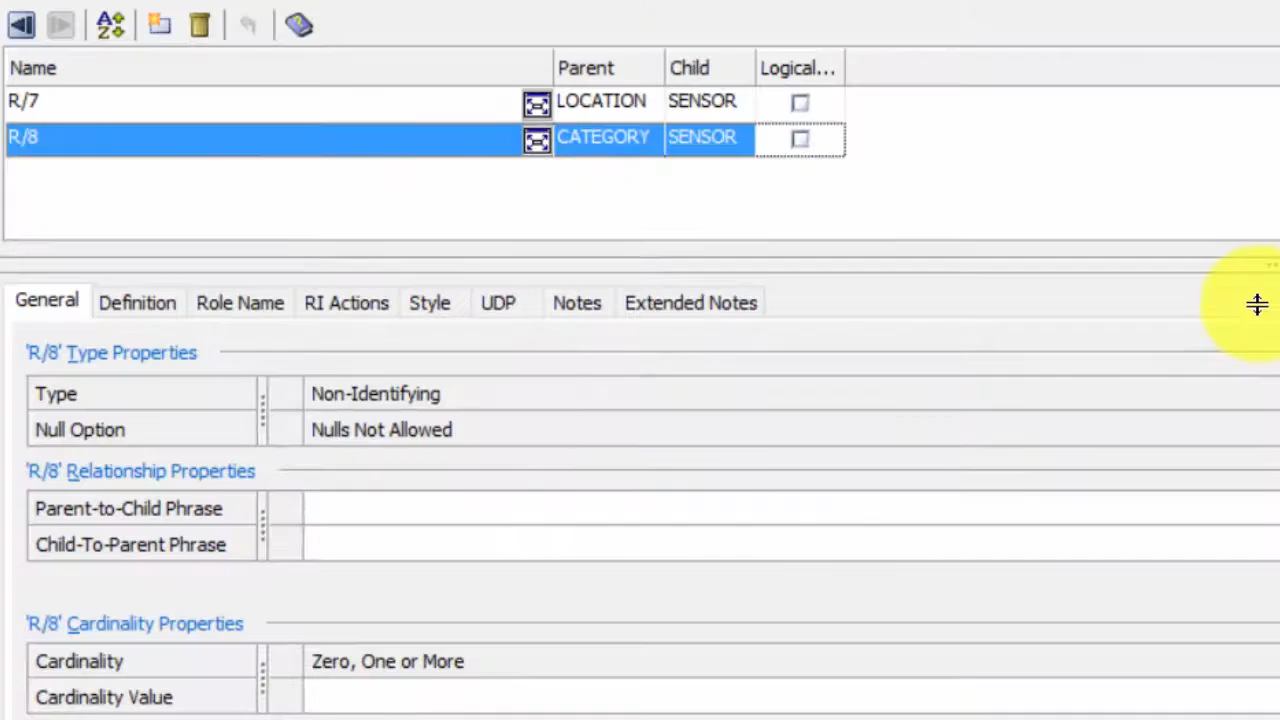 Name Parent Child Logical...
R/7 LOCATION SENSOR
R/8 CATEGORY SENSOR
General Definition Role Name RI Actions Style UDP Notes Extended Notes
'R/8' Type Properties
Type Non-Identifying
Null Option Nulls Not Allowed
'R/8' Relationship Properties
Parent-to-Child Phrase
Child-To-Parent Phrase
'R/8' Cardinality Properties
Cardinality Zero, One or More
Cardinality Value